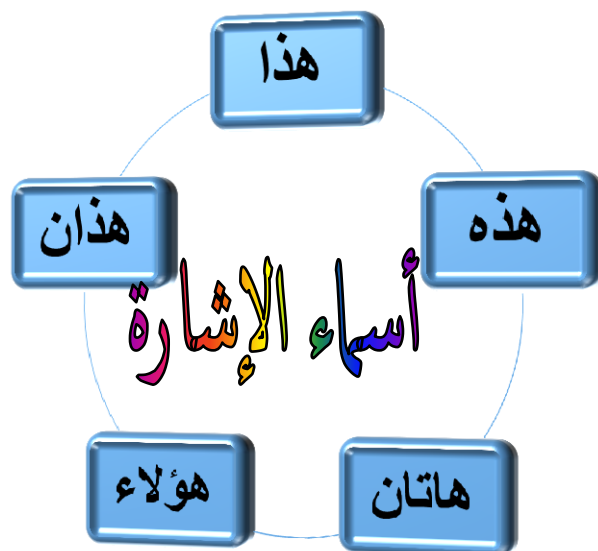 هذا
هذه
هذان
أسماء الإشارة
هاتان
هؤلاء